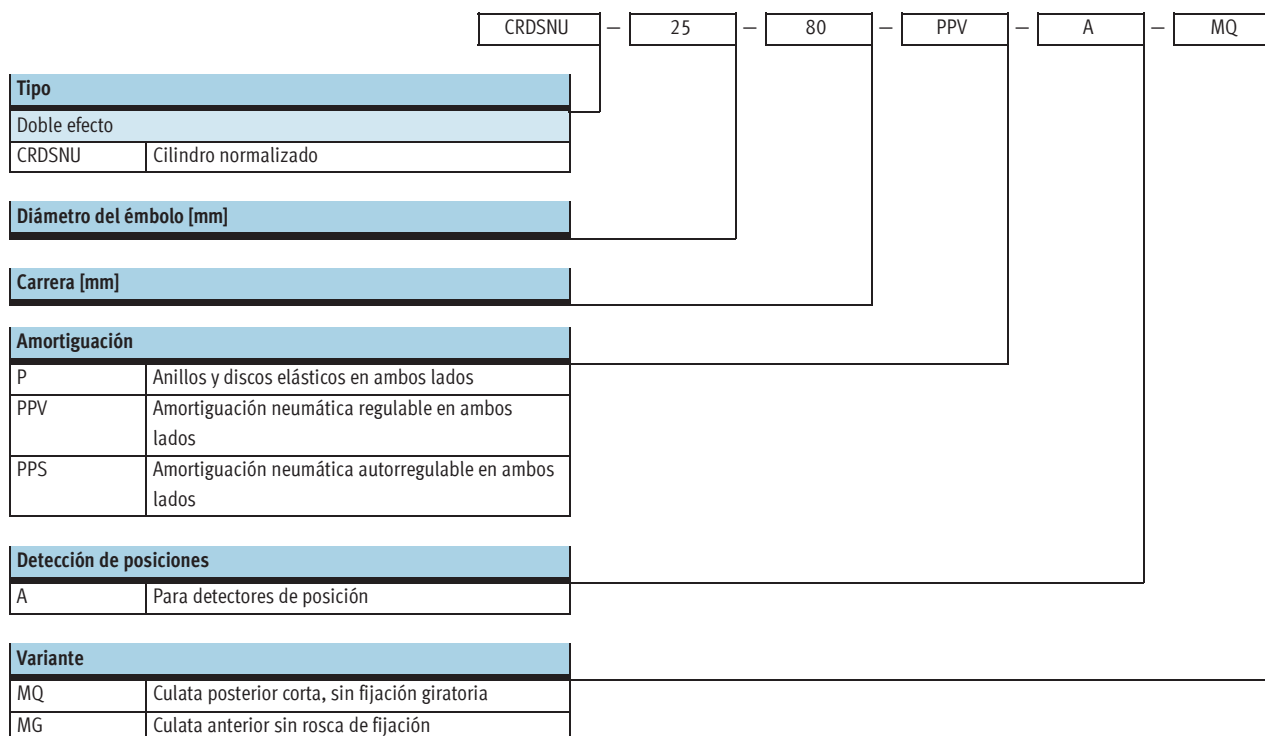 CRDSNU – 25 – 80 – PPV – A – MQ
Tipo
Doble efecto
CRDSNU Cilindro normalizado
Diámetro del émbolo [mm]
Carrera [mm]
Amortiguación
P Anillos y discos elásticos en ambos lados
PPV Amortiguación neumática regulable en ambos
lados
PPS Amortiguación neumática autorregulable en ambos
lados
Detección de posiciones
A Para detectores de posición
Variante
MQ Culata posterior corta, sin fijación giratoria
MG Culata anterior sin rosca de fijación